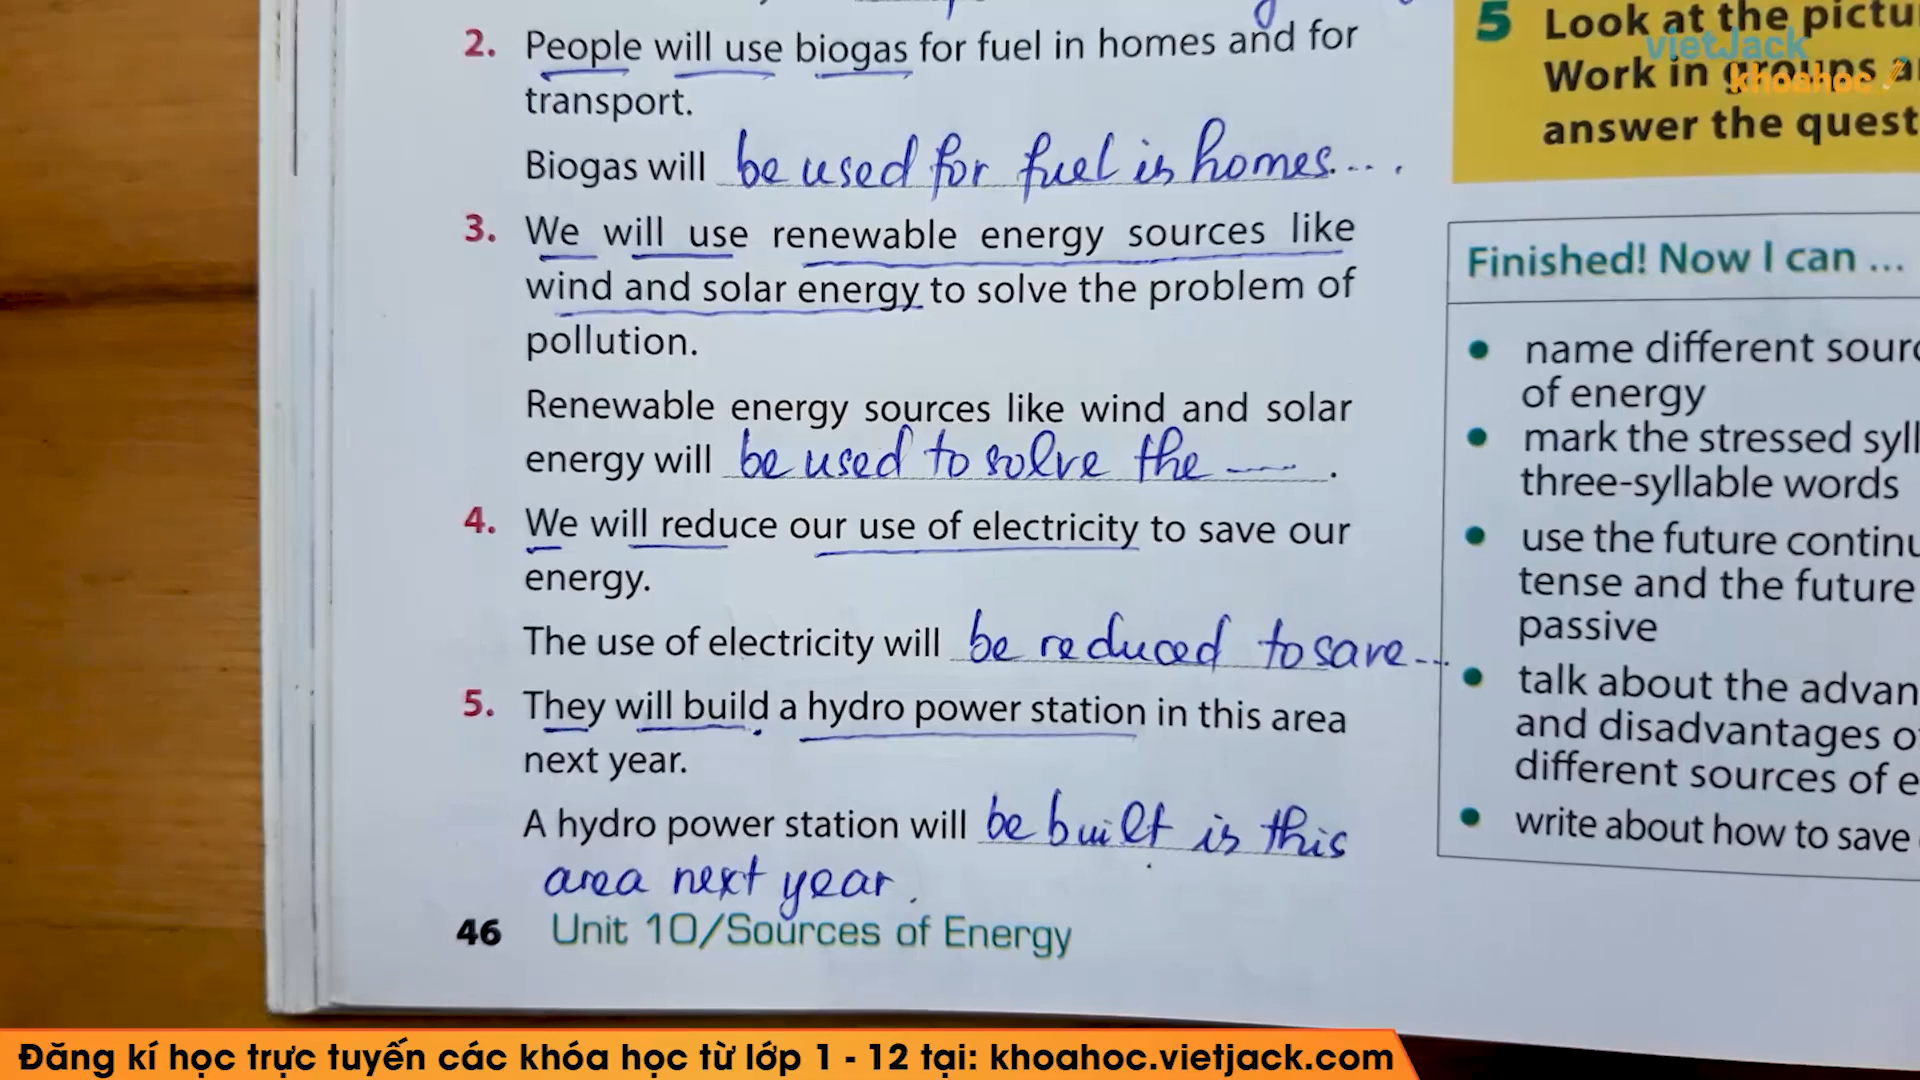 2. People will use biogas for fuel in homes and for
transport.
Biogas will be used for fuel in homes....
3. We will use renewable energy sources like
wind and solar energy to solve the problem of
pollution.
Renewable energy sources like wind and solar
energy will be used to solve the ---- .
4. We will reduce our use of electricity to save our
energy.
The use of electricity will be reduced to save...
5. They will build a hydro power station in this area
next year.
A hydro power station will be built in this
area next year.
46 Unit 10/Sources of Energy
5 Look at the pictu
Work in groups a
answer the quest
vietJack
khoahoc
Finished! Now I can ...
• name different sourc
of energy
• mark the stressed syll
three-syllable words
• use the future continu
tense and the future
passive
• talk about the advan
and disadvantages o
different sources of e
• write about how to save
Đăng kí học trực tuyến các khóa học từ lớp 1 - 12 tại: khoahoc.vietjack.com